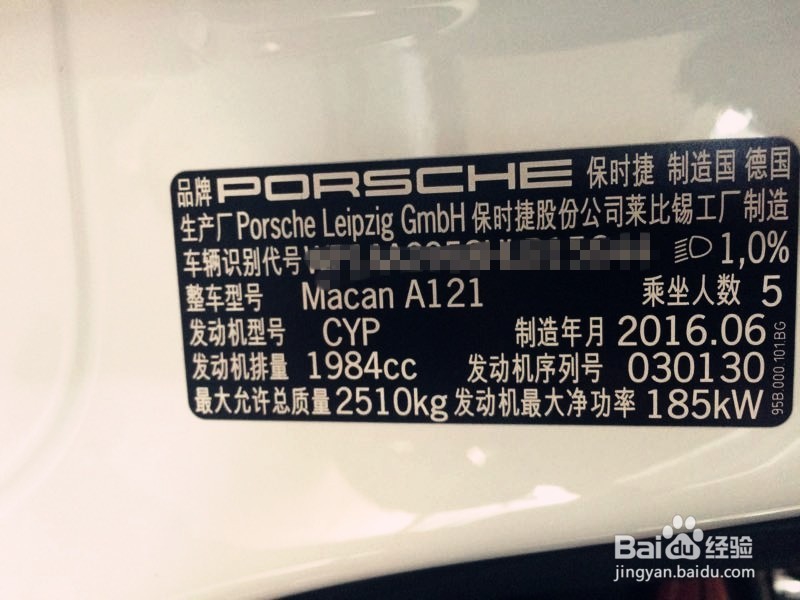 品牌 PORSCHE 保时捷 制造国 德国
生产厂 Porsche Leipzig GmbH 保时捷股份公司莱比锡工厂制造
车辆识别代号 1,0%
整车型号 Macan A121 乘坐人数 5
发动机型号 CYP 制造年月 2016.06
发动机排量 1984cc 发动机序列号 030130
最大允许总质量 2510kg 发动机最大净功率 185kW
95B.000.101BG
Baidu 经验
jingyan.baidu.com